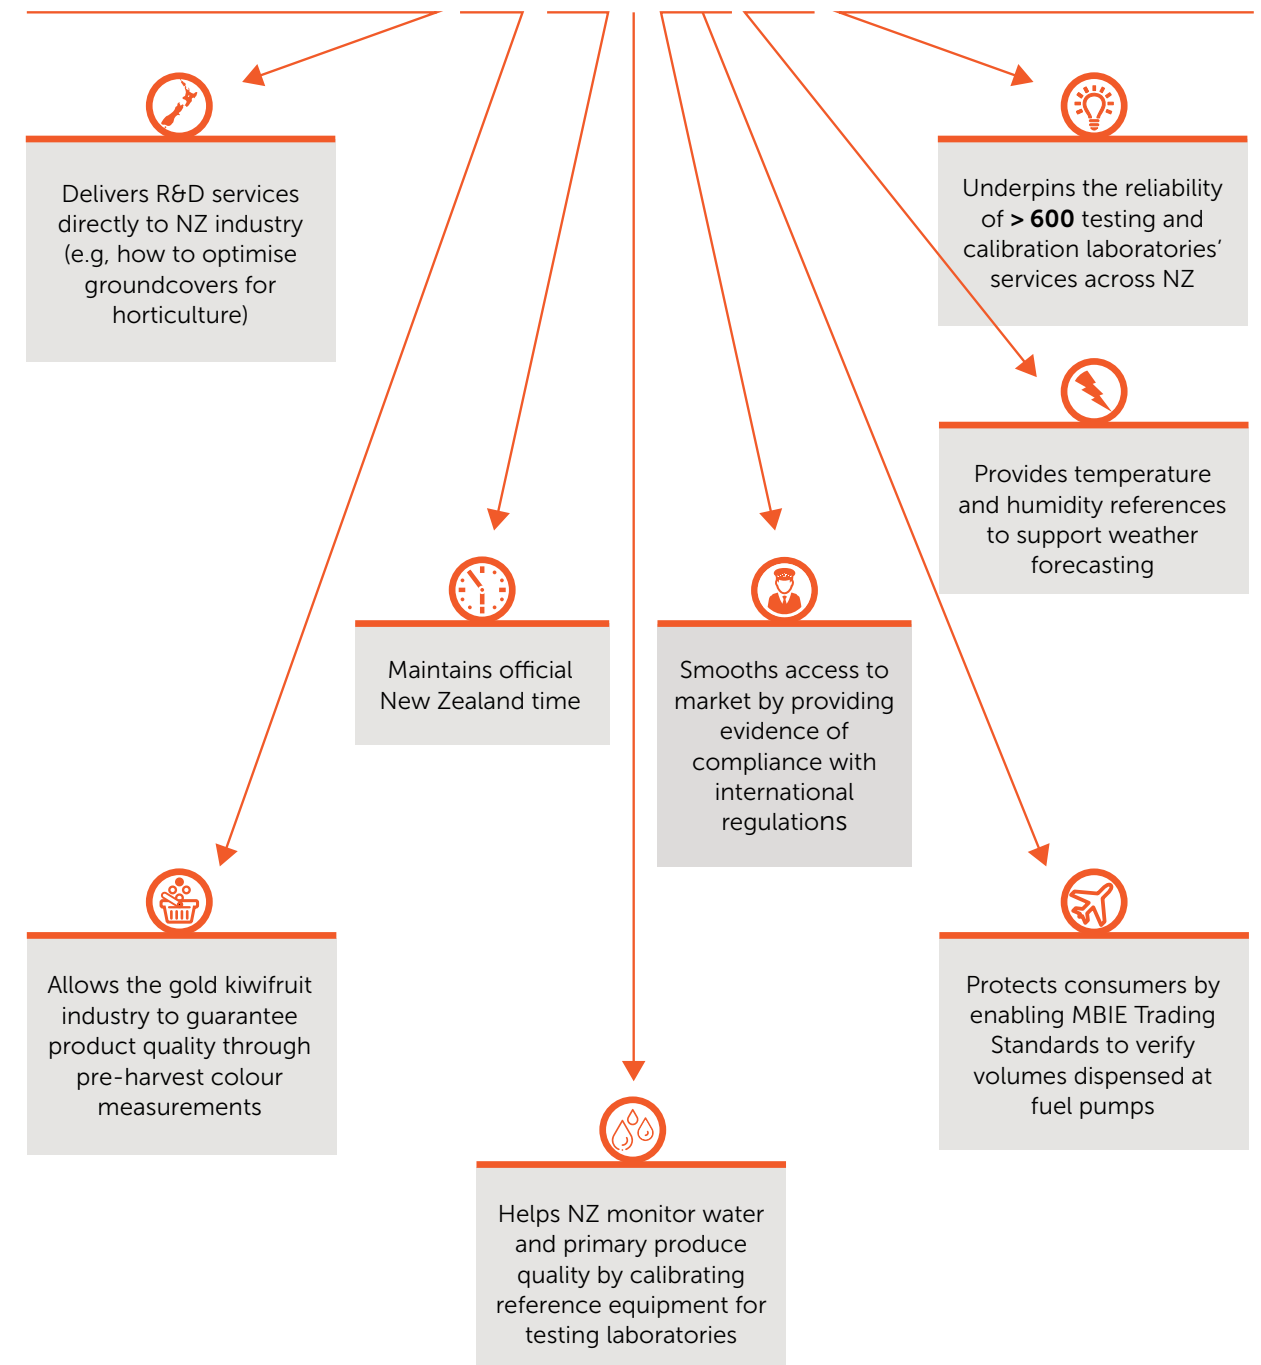 Delivers R&D services
directly to NZ industry
(e.g, how to optimise
groundcovers for
horticulture)
Underpins the reliability
of > 600 testing and
calibration laboratories’
services across NZ
Provides temperature
and humidity references
to support weather
forecasting
Maintains official
New Zealand time
Smooths access to
market by providing
evidence of
compliance with
international
regulations
Allows the gold kiwifruit
industry to guarantee
product quality through
pre-harvest colour
measurements
Protects consumers by
enabling MBIE Trading
Standards to verify
volumes dispensed at
fuel pumps
Helps NZ monitor water
and primary produce
quality by calibrating
reference equipment for
testing laboratories